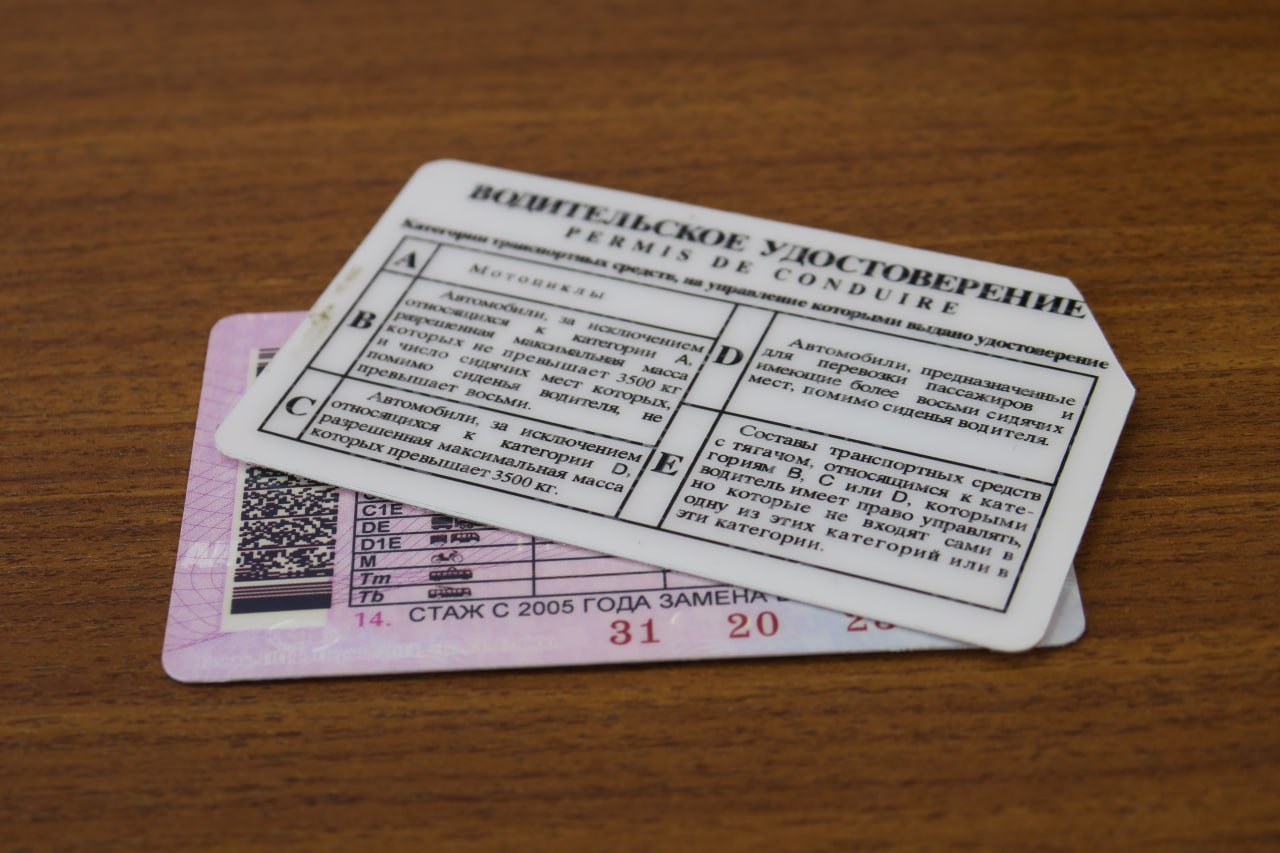 ВОДИТЕЛЬСКОЕ УДОСТОВЕРЕНИЕ
PERMIS DE CONDUIRE
Категории транспортных средств, на управление которыми выдано удостоверение
A
Мотоциклы
B
Автомобили, за исключением
относящихся к категории A,
разрешенная максимальная масса
которых не превышает 3500 кг
и число сидячих мест которых,
помимо сиденья водителя, не
превышает восьми.
C
Автомобили, за исключением
относящихся к категории D,
разрешенная максимальная масса
которых превышает 3500 кг.
D
Автомобили, предназначенные
для перевозки пассажиров и
имеющие более восьми сидячих
мест, помимо сиденья водителя.
E
Составы транспортных средств
с тягачом, относящимся к кате-
гориям B, C или D, которыми
водитель имеет право управлять,
но которые не входят сами в
одну из этих категорий или в
эти категории.
C1E
DE
D1E
M
Tm
Tb
14. СТАЖ С 2005 ГОДА ЗАМЕНА
31 20